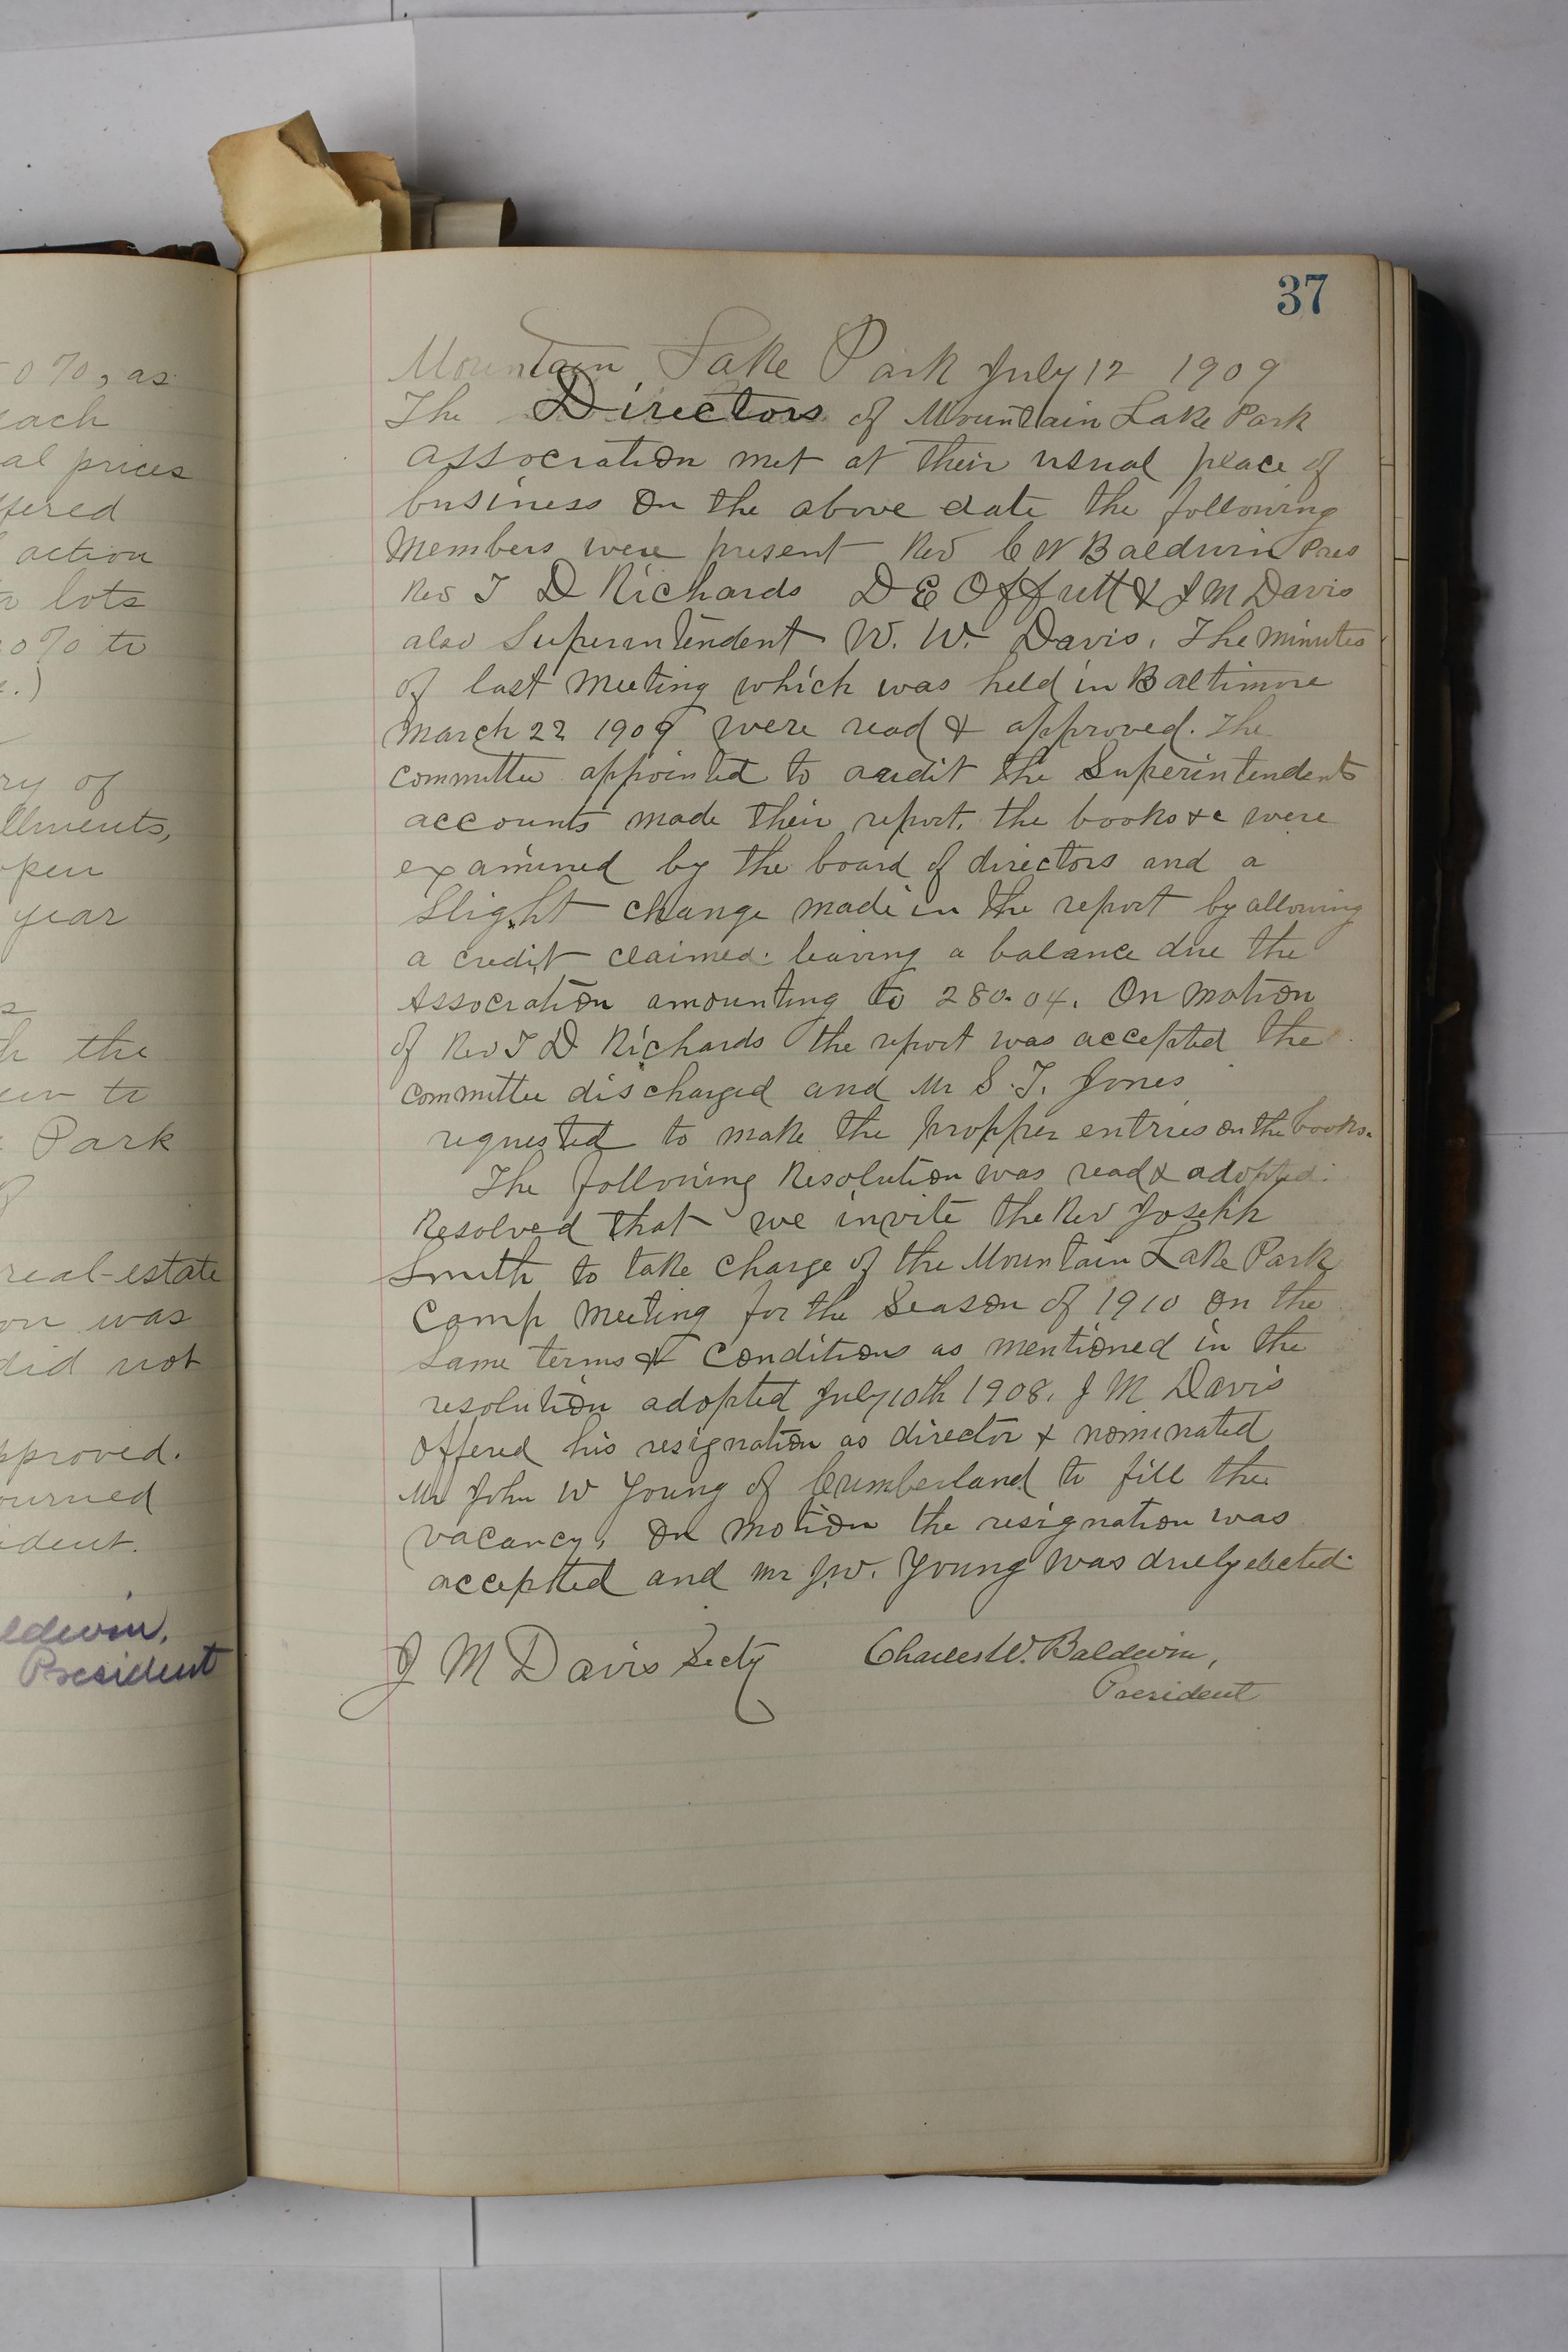 0%, as
each
al prices
ffered
action
lots
0% to
.)
ry of
llments,
open
year
the
to
Park
real-estate
on was
did not
pproved.
ourned
ident.
aldwin,
President
37
Mountain Lake Park July 12 1909
The Directors of Mountain Lake Park
Association met at their usual place of
business on the above date the following
Members were present Rev C W Baldwin Pres
Rev T D Richards D E Offutt & J M Davis
also Superintendent W. W. Davis. The minutes
of last Meeting which was held in Baltimore
March 22 1909 were read & approved. The
committee appointed to audit the Superintendents
accounts made their report. the books &c were
examined by the board of directors and a
Slight change made in the report by allowing
a credit claimed. leaving a balance due the
Association amounting to 280.04. On motion
of Rev T D Richards the report was accepted the
committee discharged and Mr S. T. Jones
requested to make the propper entries on the books.
The following Resolution was read & adopted.
Resolved that we invite the Rev Joseph
Smith to take charge of the Mountain Lake Park
Camp Meeting for the Season of 1910 on the
same terms & conditions as mentioned in the
resolution adopted July 10th 1908. J M Davis
offered his resignation as director & nominated
Mr John W Young of Cumberland to fill the
vacancy. On motion the resignation was
accepted and Mr J.W. Young was duely elected.
J M Davis Secty
Charles W. Baldwin,
President